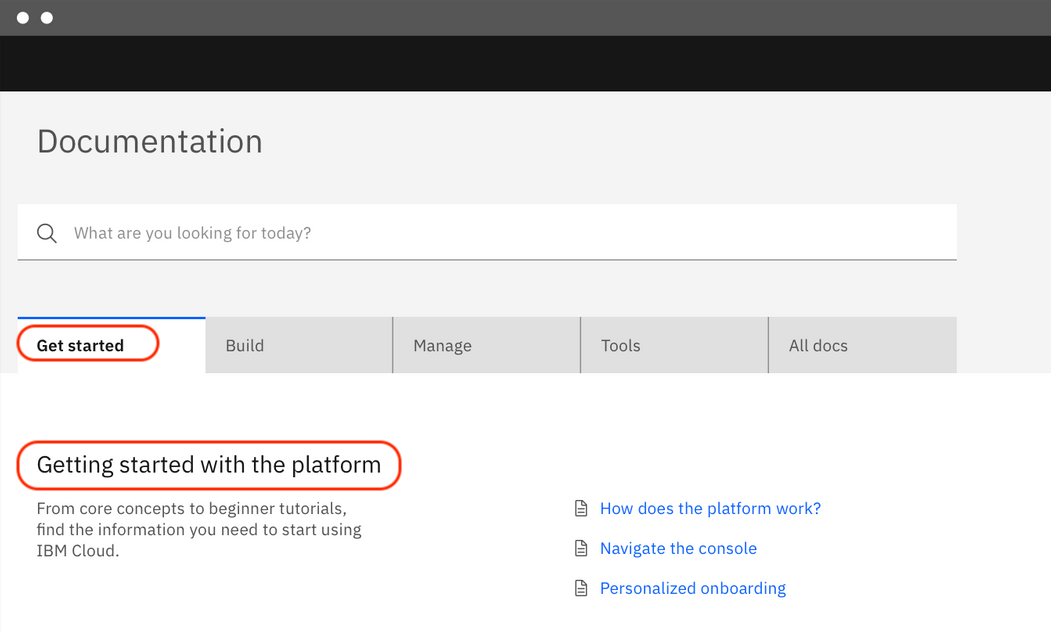 Documentation
What are you looking for today?
Get started
Build
Manage
Tools
All docs
Getting started with the platform
From core concepts to beginner tutorials,
find the information you need to start using
IBM Cloud.
How does the platform work?
Navigate the console
Personalized onboarding